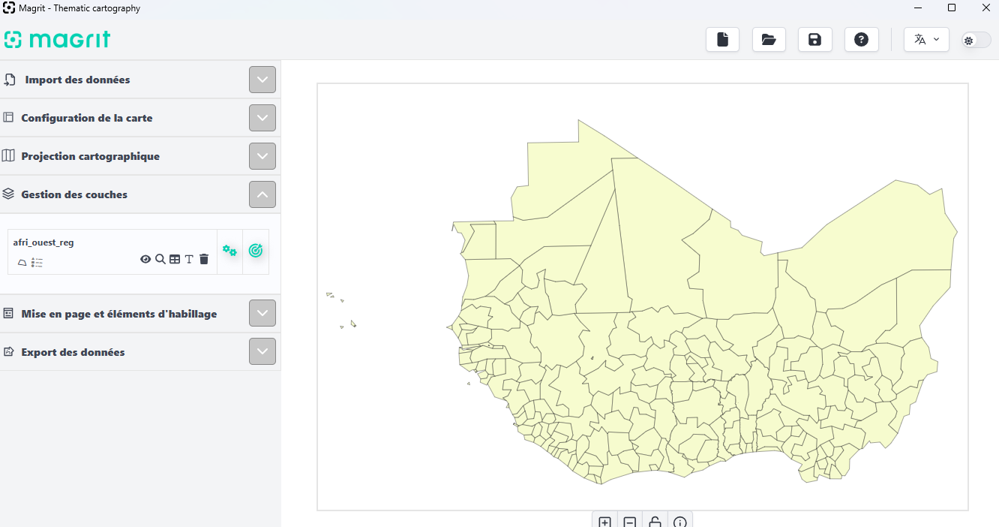 Magrit - Thematic cartography
magrit
Import des données
Configuration de la carte
Projection cartographique
Gestion des couches
afri_ouest_reg
Mise en page et éléments d'habillage
Export des données